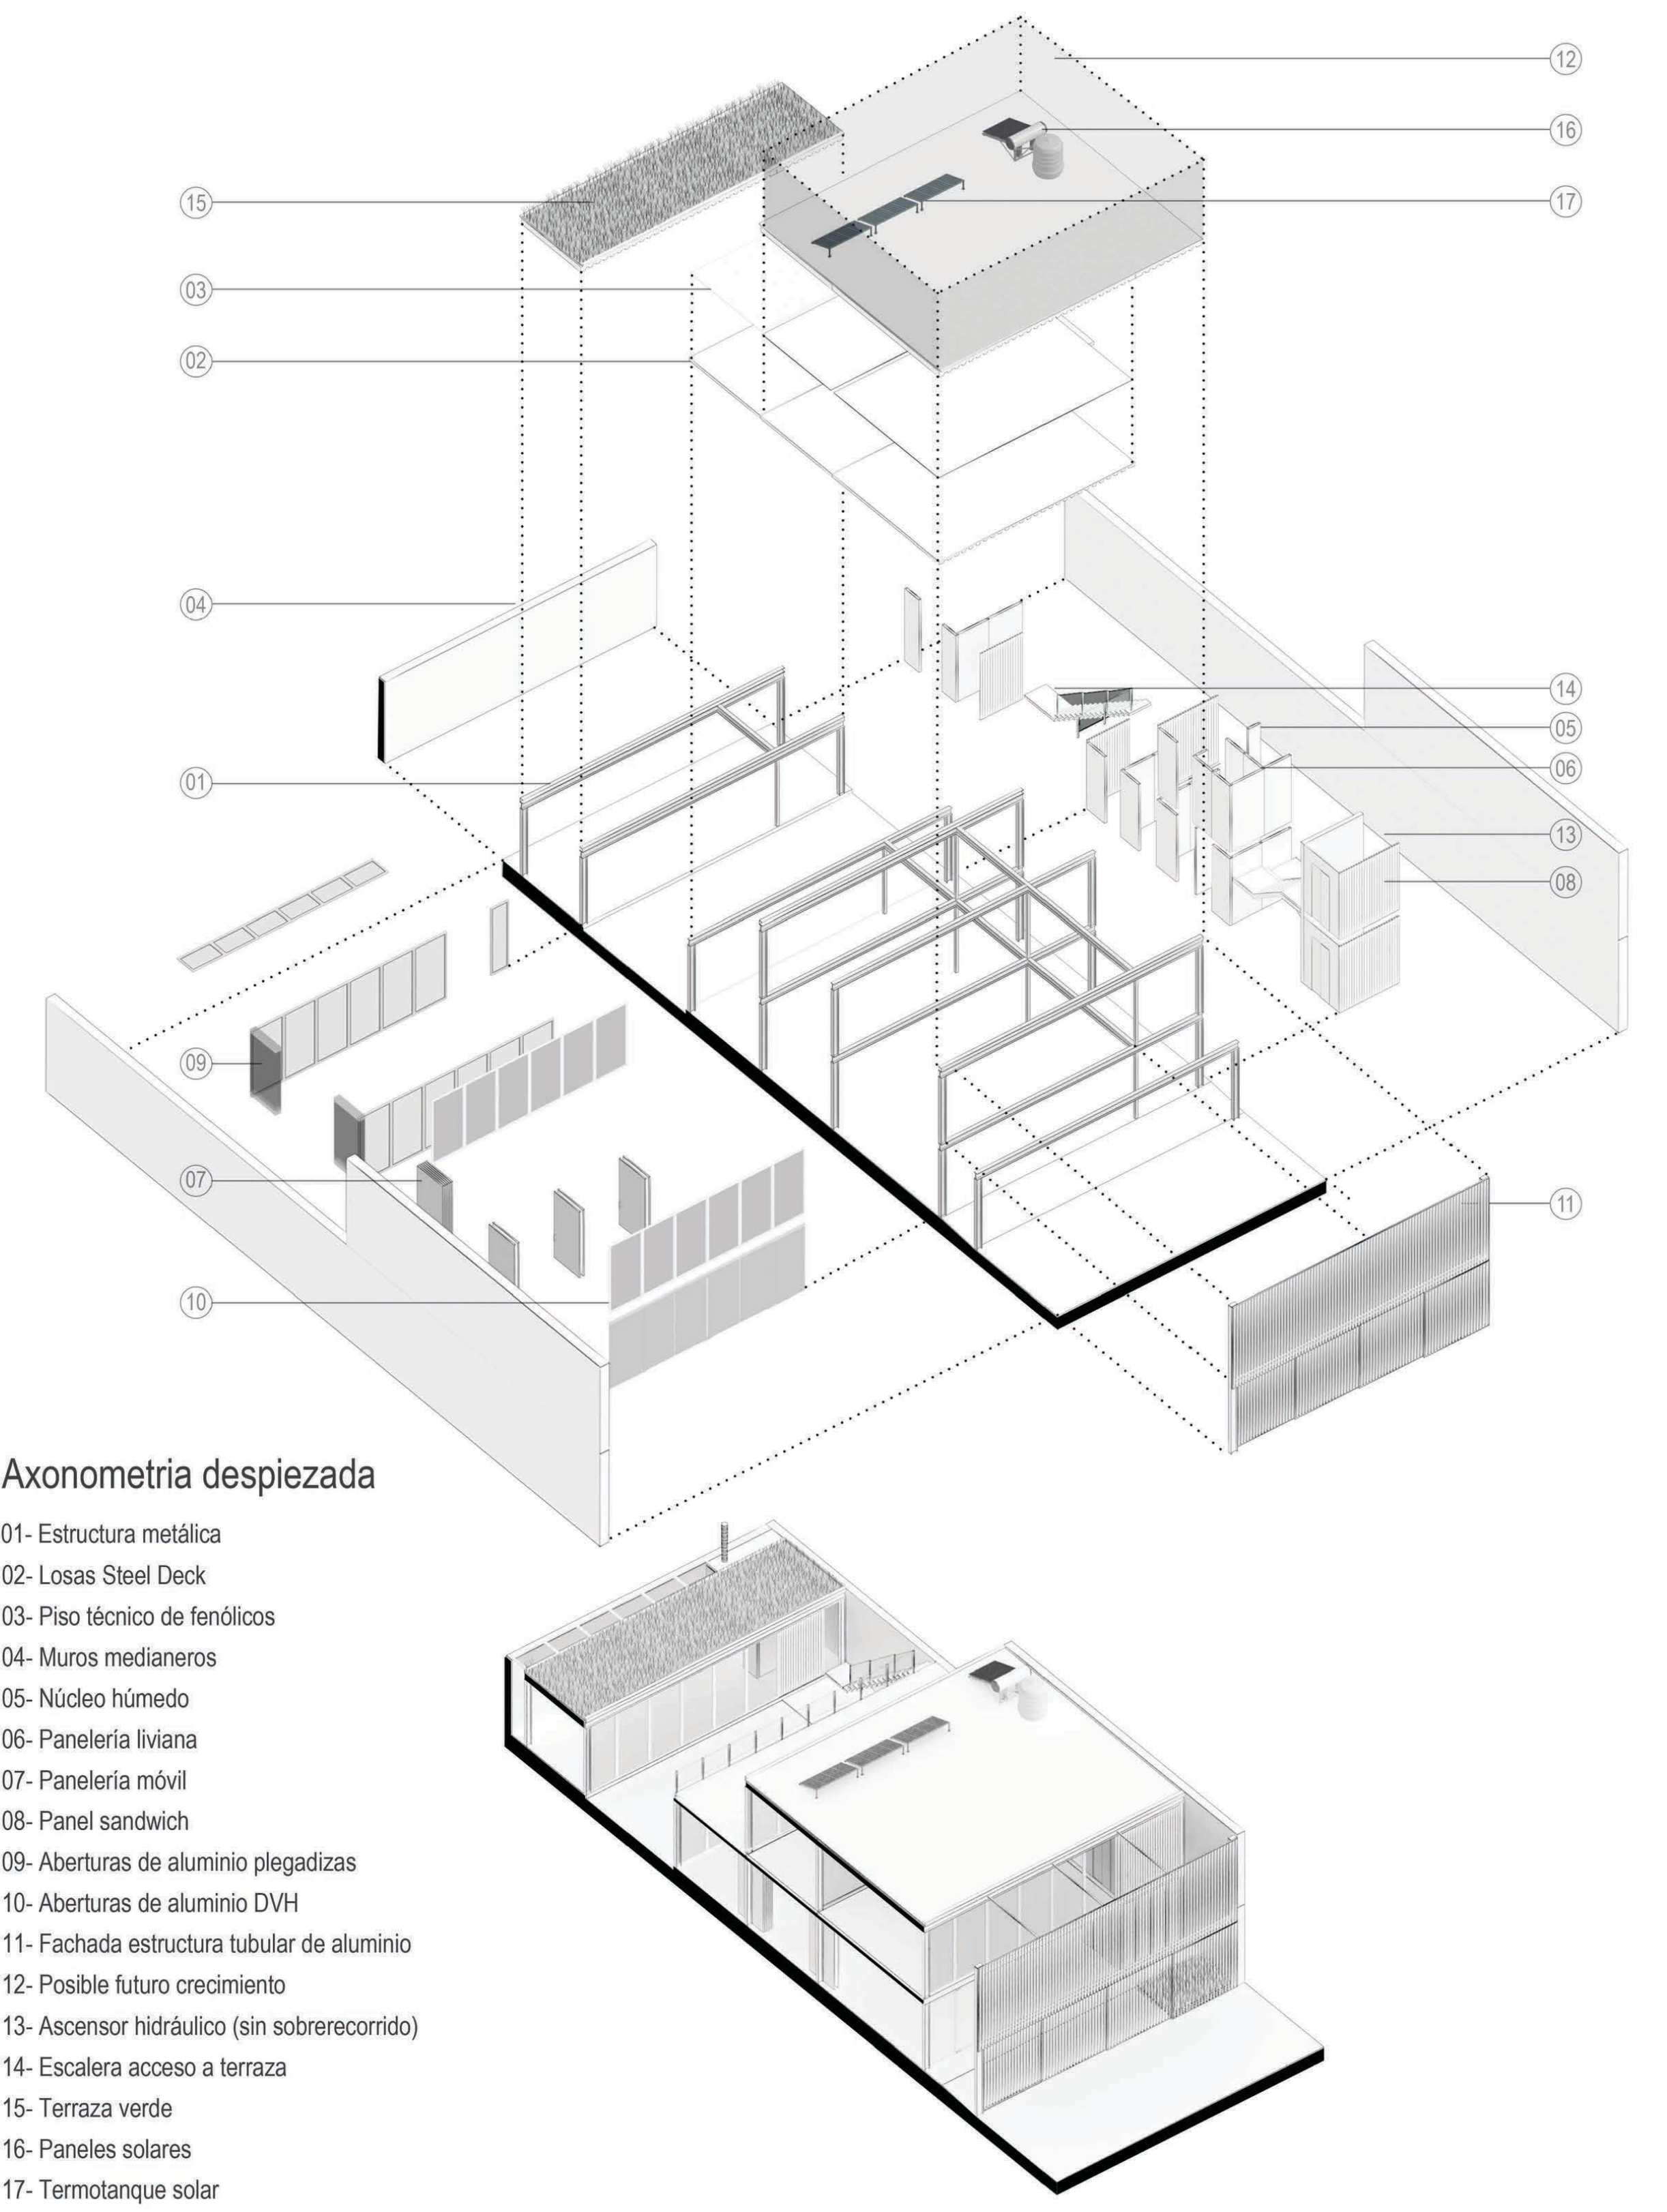 12
16
15
17
03
02
04
14
05
01
06
13
08
09
07
11
10
Axonometria despiezada
01- Estructura metálica
02- Losas Steel Deck
03- Piso técnico de fenólicos
04- Muros medianeros
05- Núcleo húmedo
06- Panelería liviana
07- Panelería móvil
08- Panel sandwich
09- Aberturas de aluminio plegadizas
10- Aberturas de aluminio DVH
11- Fachada estructura tubular de aluminio
12- Posible futuro crecimiento
13- Ascensor hidráulico (sin sobrerecorrido)
14- Escalera acceso a terraza
15- Terraza verde
16- Paneles solares
17- Termotanque solar